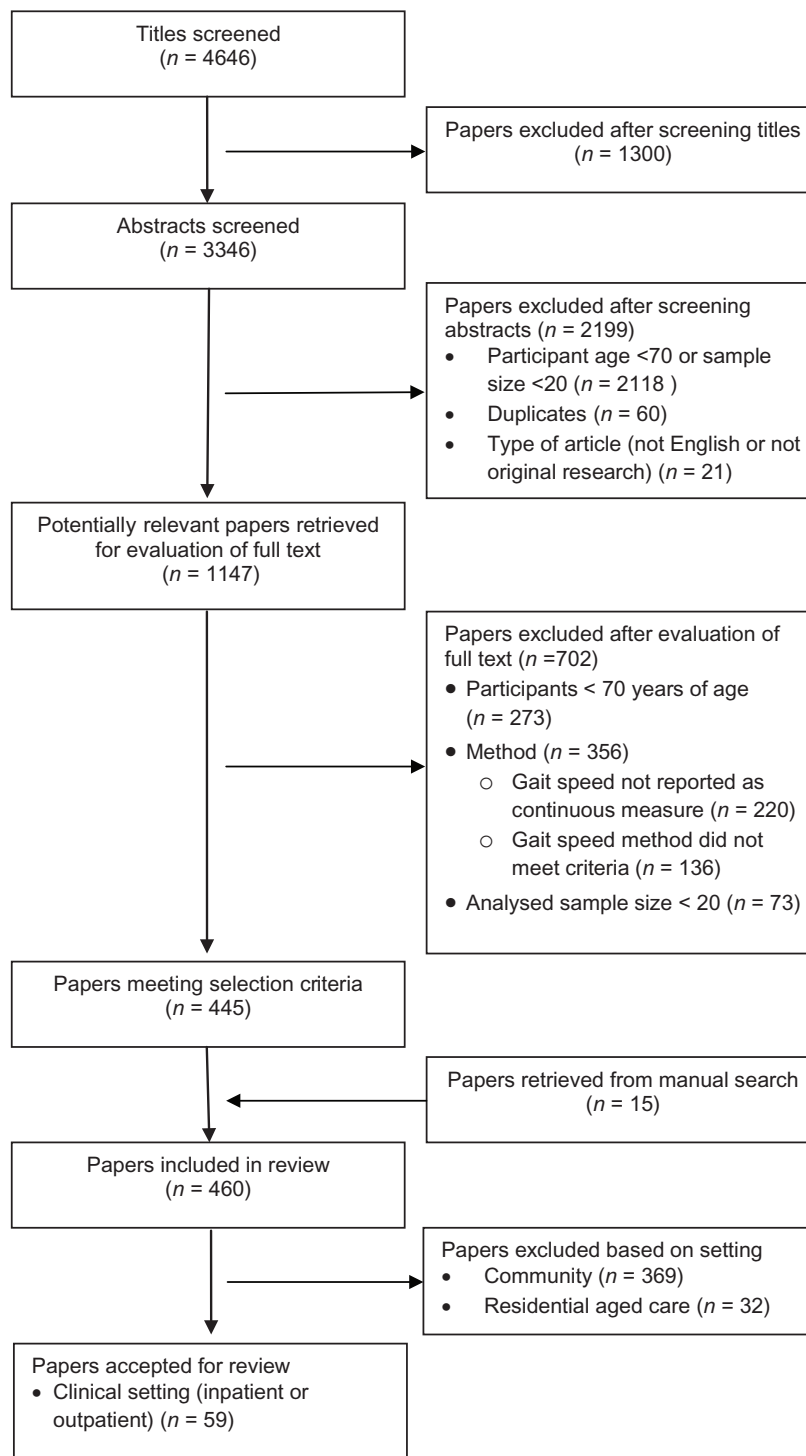 Titles screened
(n = 4646)
Papers excluded after screening titles
(n = 1300)
Abstracts screened
(n = 3346)
Papers excluded after screening
abstracts (n = 2199)
• Participant age <70 or sample
size <20 (n = 2118 )
• Duplicates (n = 60)
• Type of article (not English or not
original research) (n = 21)
Potentially relevant papers retrieved
for evaluation of full text
(n = 1147)
Papers excluded after evaluation of
full text (n =702)
• Participants < 70 years of age
(n = 273)
• Method (n = 356)
o Gait speed not reported as
continuous measure (n = 220)
o Gait speed method did not
meet criteria (n = 136)
• Analysed sample size < 20 (n = 73)
Papers meeting selection criteria
(n = 445)
Papers retrieved from manual search
(n = 15)
Papers included in review
(n = 460)
Papers excluded based on setting
• Community (n = 369)
• Residential aged care (n = 32)
Papers accepted for review
• Clinical setting (inpatient or
outpatient) (n = 59)